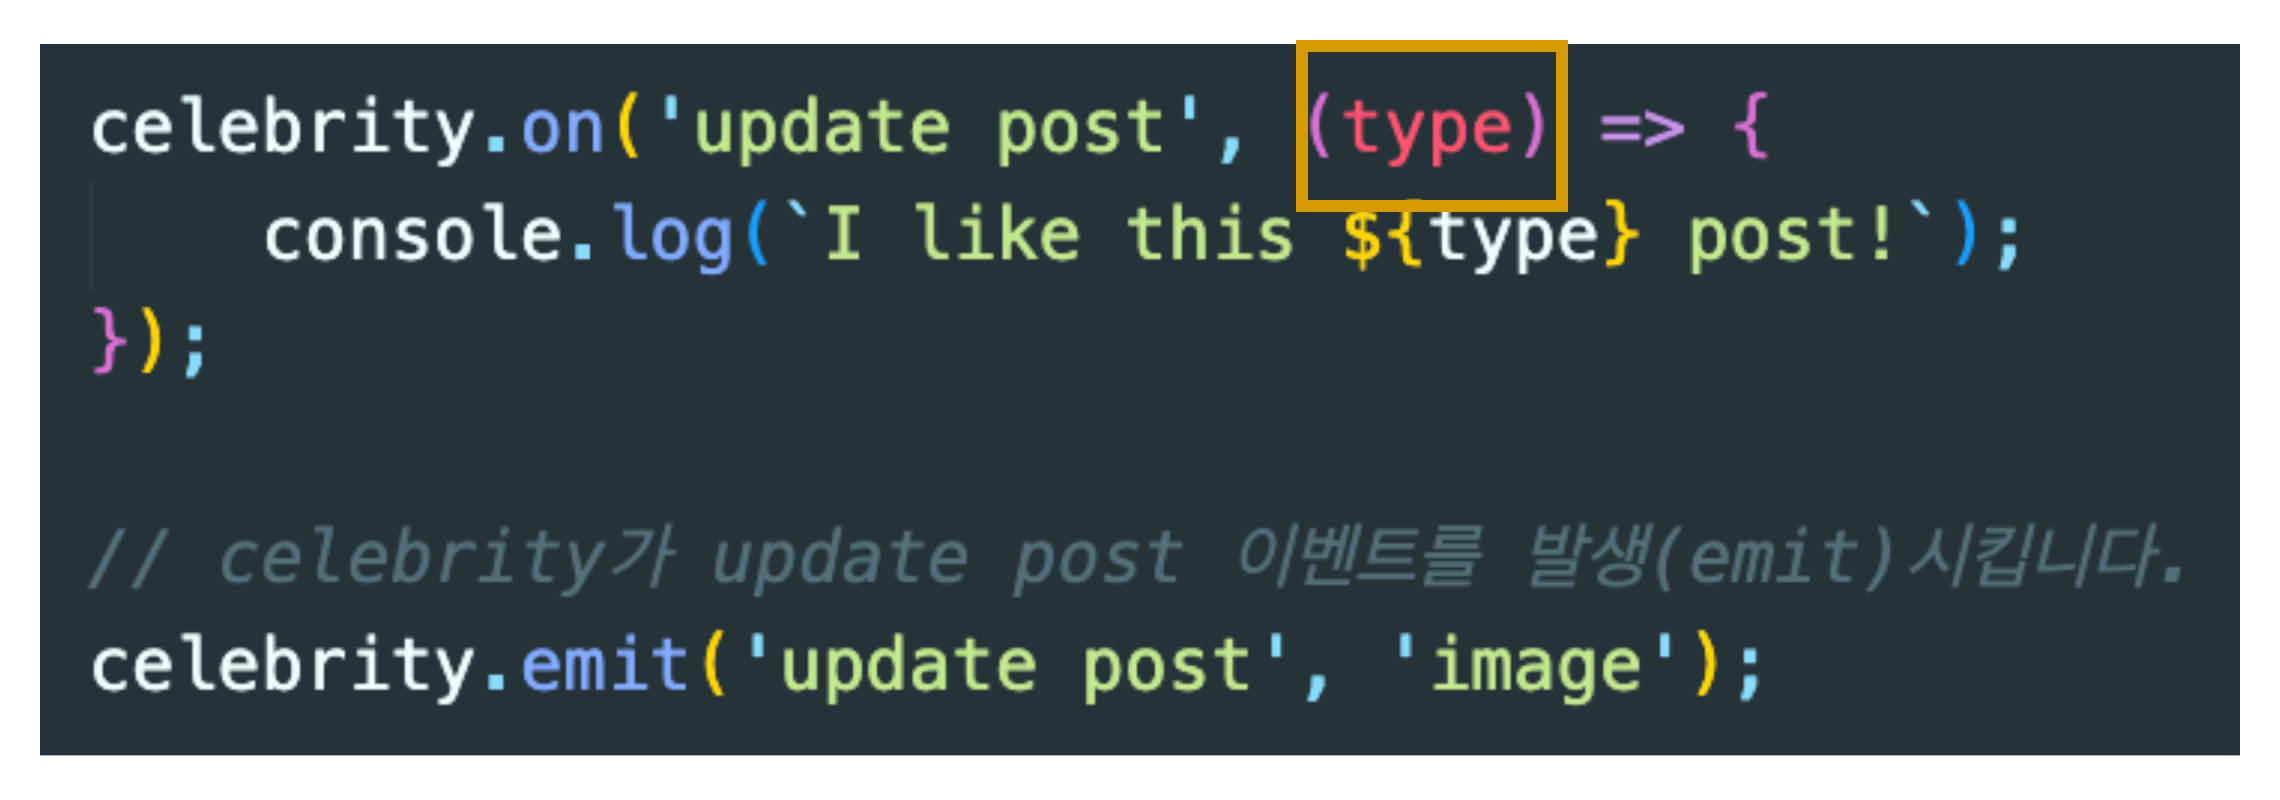 celebrity.on('update post', (type) => {
    console.log(`I like this ${type} post!`);
});
// celebrity가 update post 이벤트를 발생(emit)시킵니다.
celebrity.emit('update post', 'image');